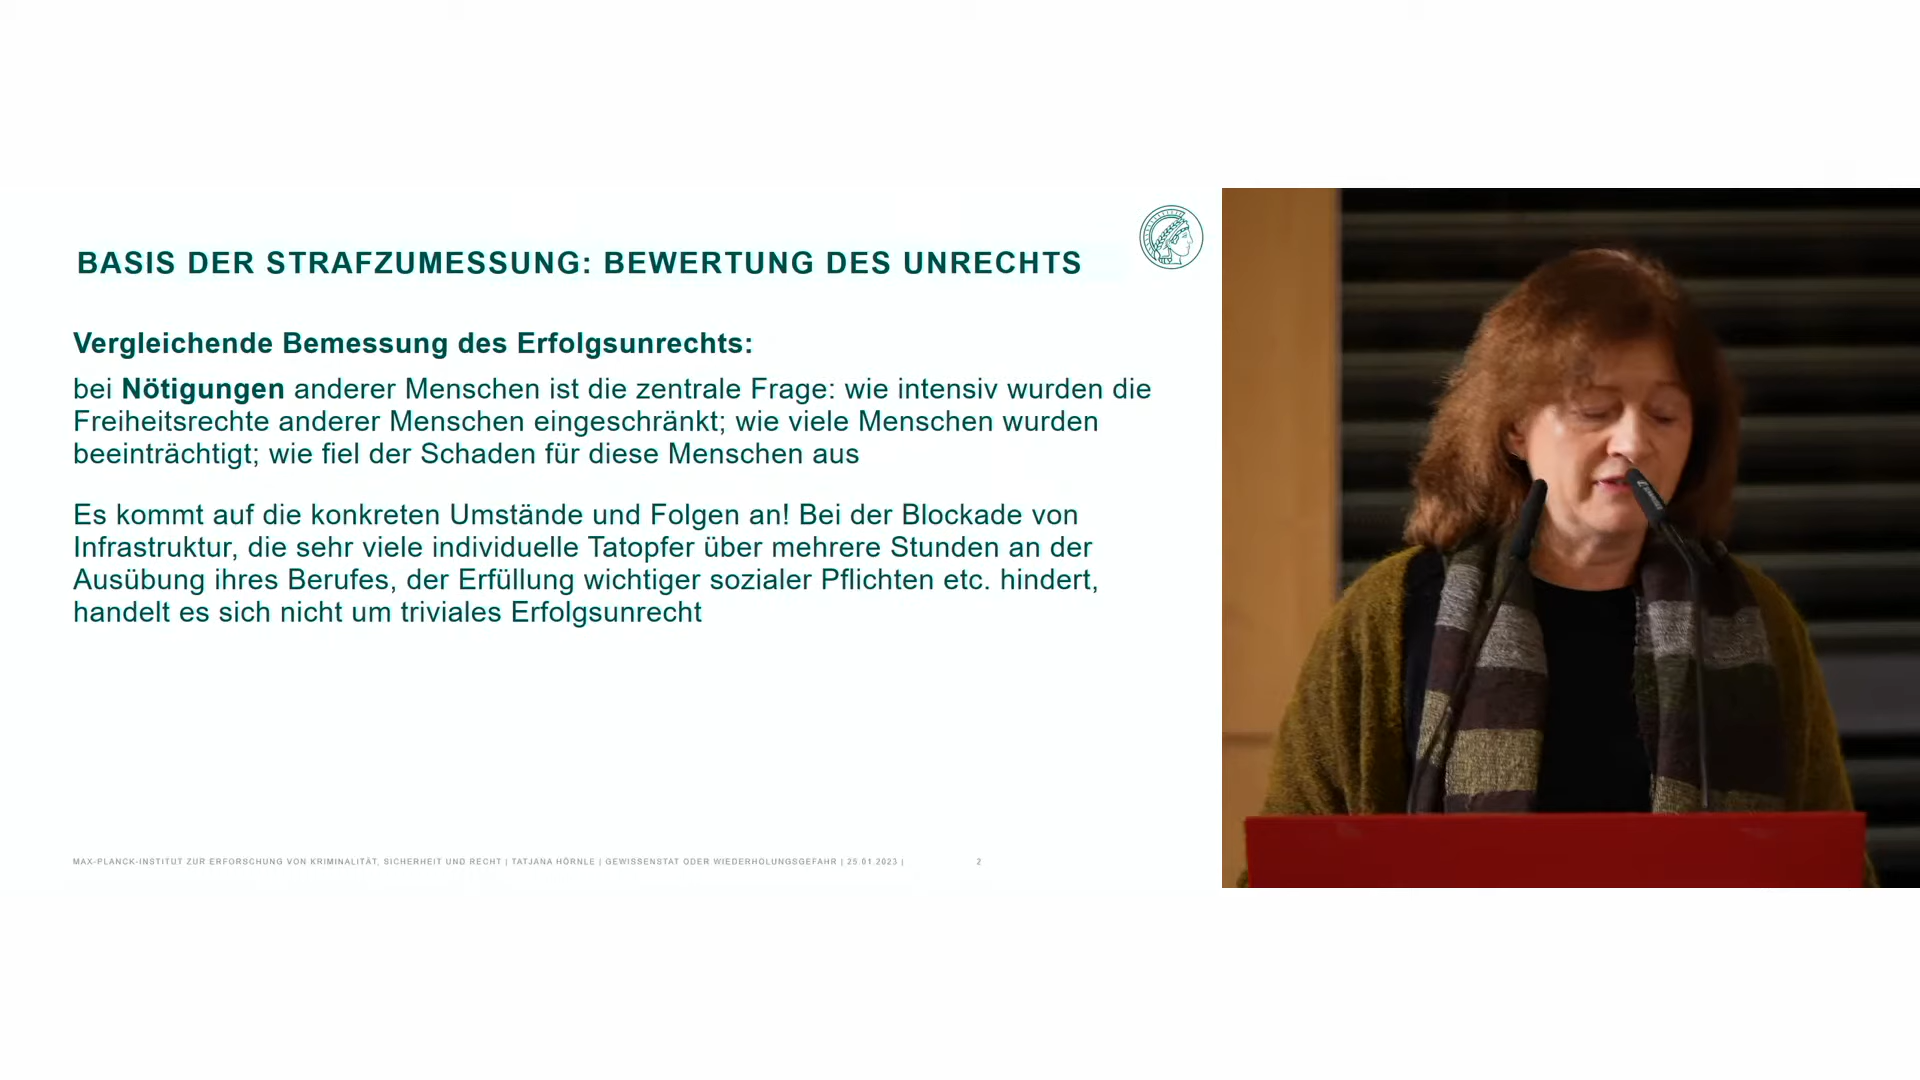 BASIS DER STRAFZUMESSUNG: BEWERTUNG DES UNRECHTS
Vergleichende Bemessung des Erfolgsunrechts:
bei Nötigungen anderer Menschen ist die zentrale Frage: wie intensiv wurden die
Freiheitsrechte anderer Menschen eingeschränkt; wie viele Menschen wurden
beeinträchtigt; wie fiel der Schaden für diese Menschen aus
Es kommt auf die konkreten Umstände und Folgen an! Bei der Blockade von
Infrastruktur, die sehr viele individuelle Tatopfer über mehrere Stunden an der
Ausübung ihres Berufes, der Erfüllung wichtiger sozialer Pflichten etc. hindert,
handelt es sich nicht um triviales Erfolgsunrecht
MAX-PLANCK-INSTITUT ZUR ERFORSCHUNG VON KRIMINALITÄT, SICHERHEIT UND RECHT | TATJANA HÖRNLE | GEWISSENSTAT ODER WIEDERHOLUNGSGEFAHR | 25.01.2023 | 2